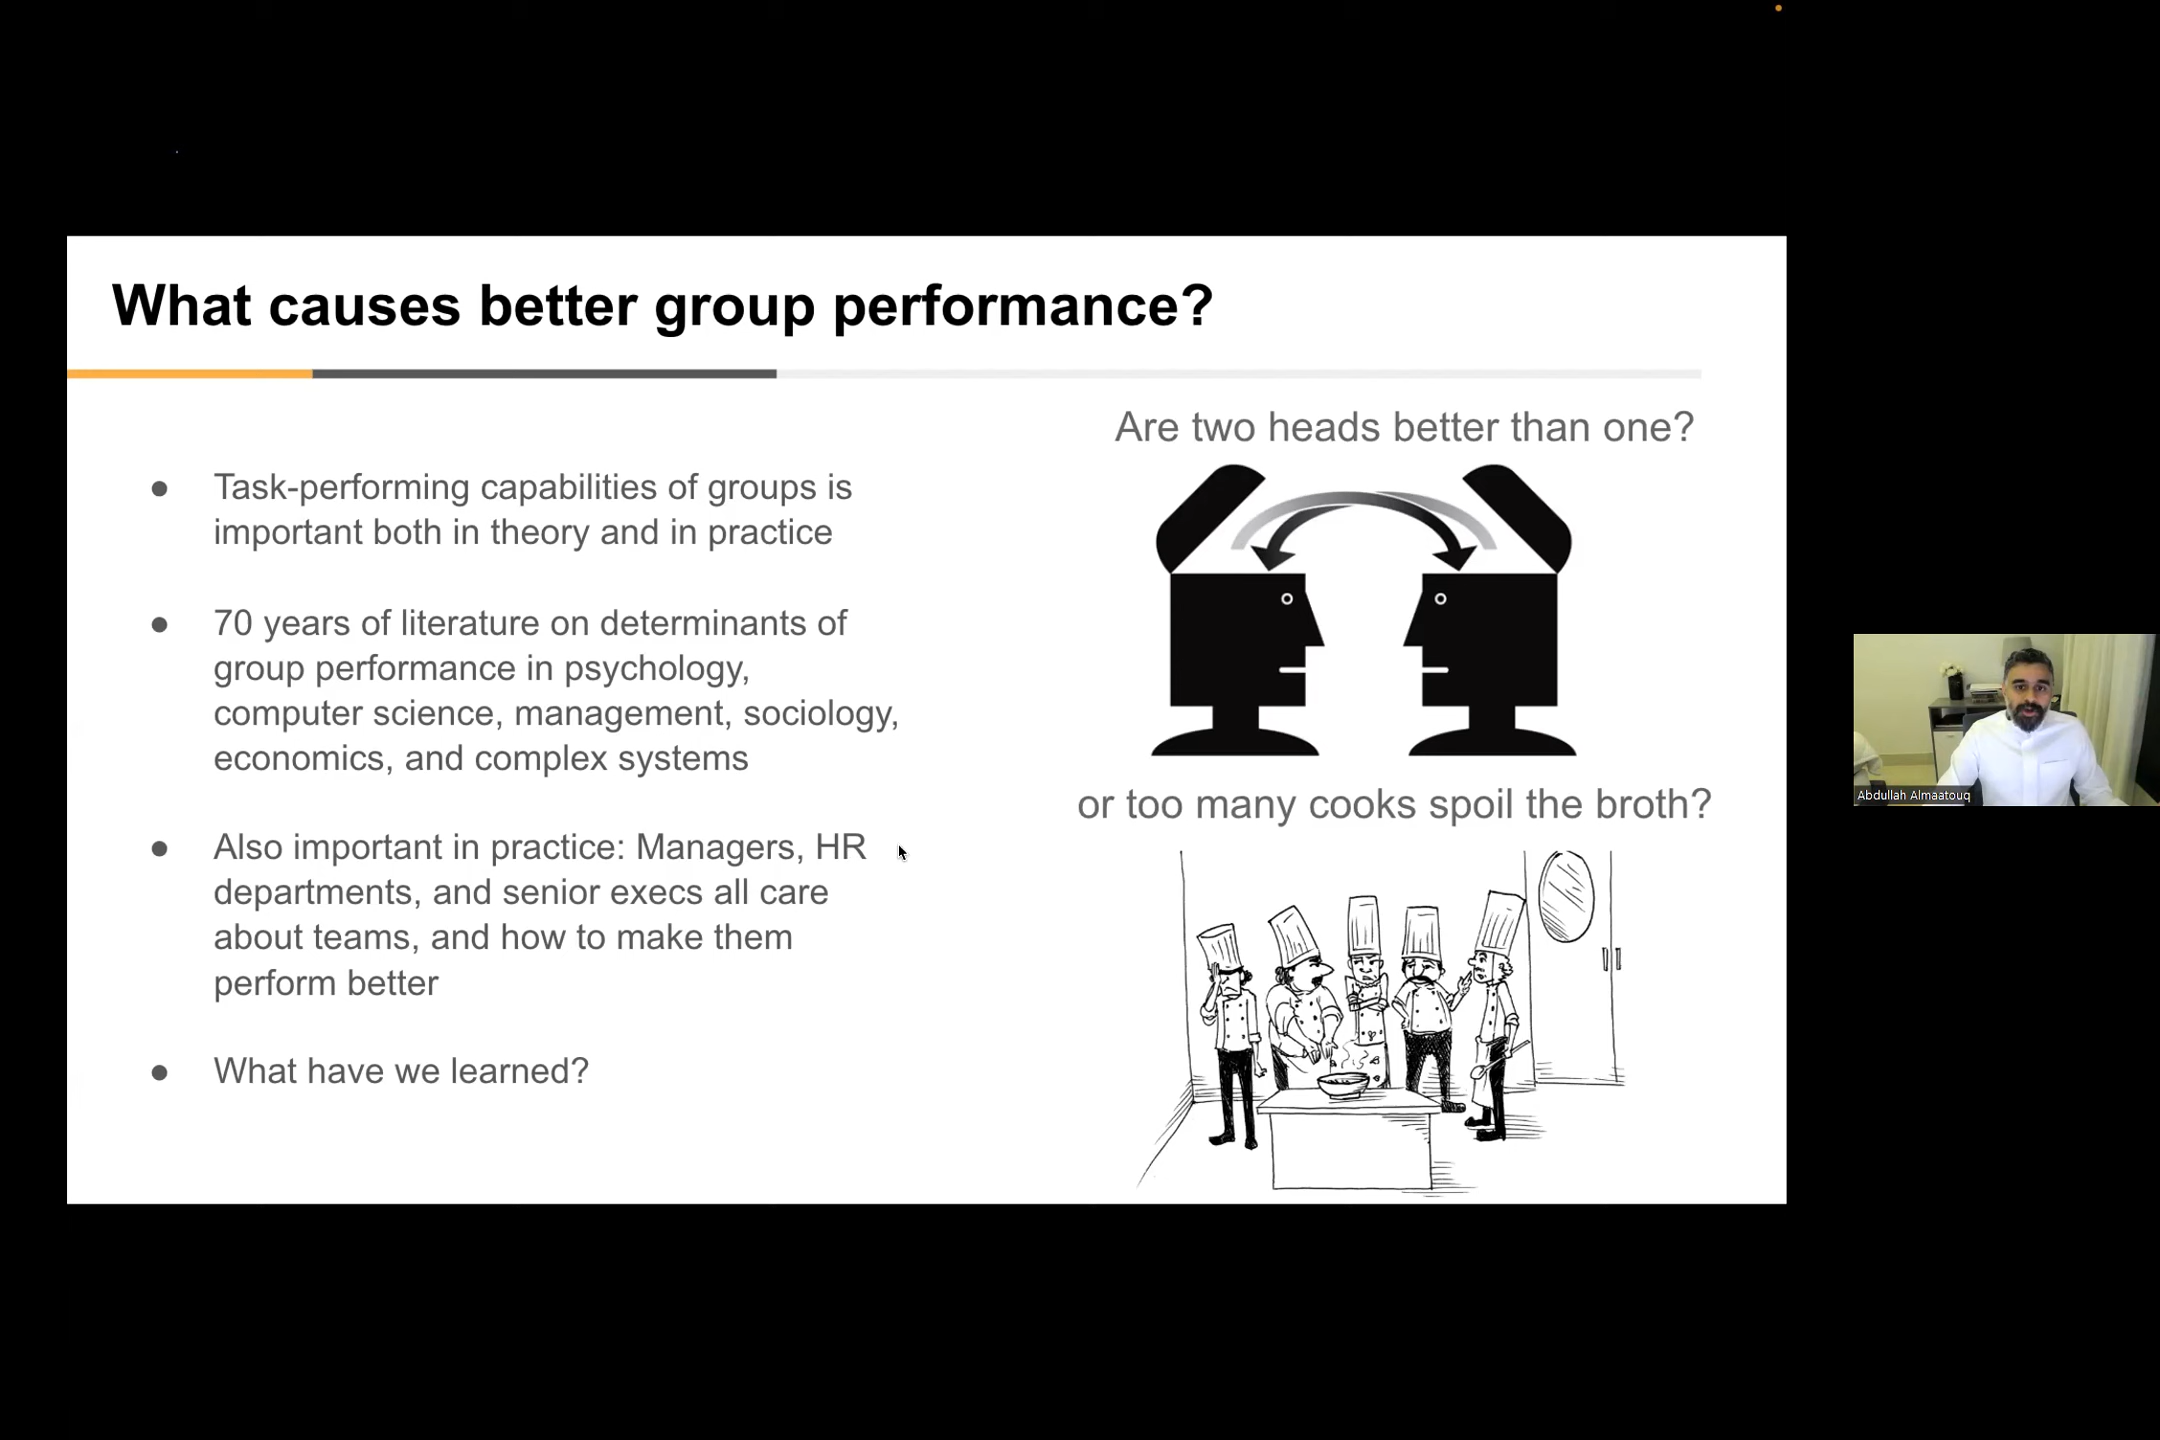 What causes better group performance?
Are two heads better than one?
● Task-performing capabilities of groups is
important both in theory and in practice
● 70 years of literature on determinants of
group performance in psychology,
computer science, management, sociology,
economics, and complex systems
● Also important in practice: Managers, HR
departments, and senior execs all care
about teams, and how to make them
perform better
● What have we learned?
or too many cooks spoil the broth?
Abdullah Almaatouq